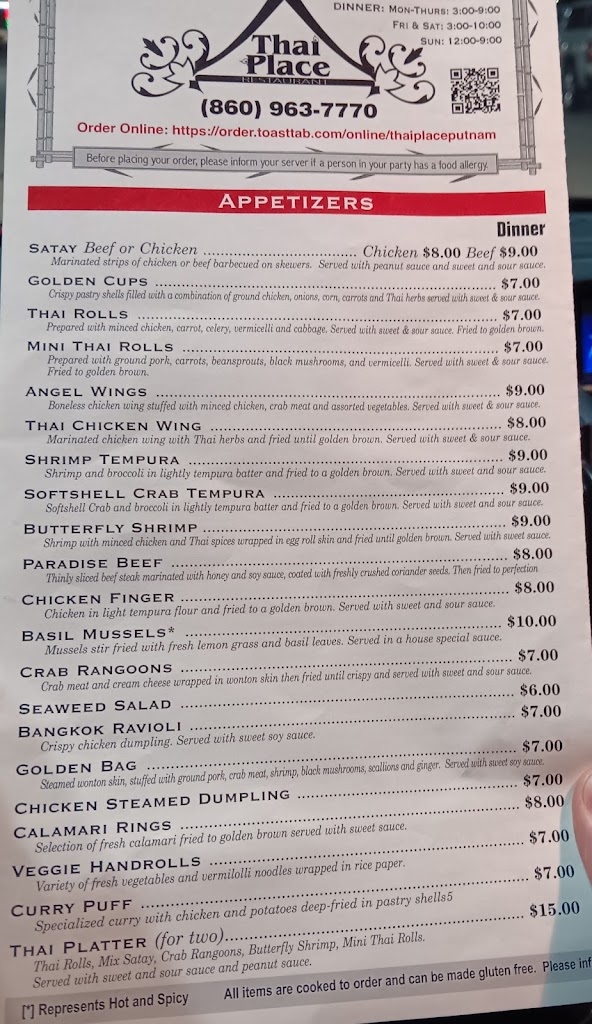 DINNER: MON-THURS: 3:00-9:00
FRI & SAT: 3:00-10:00
SUN: 12:00-9:00
Thai
Place
RESTAURANT
(860) 963-7770
Order Online: https://order.toasttab.com/online/thaiplaceputnam
Before placing your order, please inform your server if a person in your party has a food allergy.
APPETIZERS
Dinner
SATAY Beef or Chicken .................................... Chicken $8.00 Beef $9.00
Marinated strips of chicken or beef barbecued on skewers. Served with peanut sauce and sweet and sour sauce.
GOLDEN CUPS .................................... $7.00
Crispy pastry shells filled with a combination of ground chicken, onions, corn, carrots and Thai herbs served with sweet & sour sauce.
THAI ROLLS .................................... $7.00
Prepared with minced chicken, carrot, celery, vermicelli and cabbage. Served with sweet & sour sauce. Fried to golden brown.
MINI THAI ROLLS .................................... $7.00
Prepared with ground pork, carrots, beansprouts, black mushrooms, and vermicelli. Served with sweet & sour sauce.
Fried to golden brown.
ANGEL WINGS .................................... $9.00
Boneless chicken wing stuffed with minced chicken, crab meat and assorted vegetables. Served with sweet & sour sauce.
THAI CHICKEN WING .................................... $8.00
Marinated chicken wing with Thai herbs and fried until golden brown. Served with sweet & sour sauce.
SHRIMP TEMPURA .................................... $9.00
Shrimp and broccoli in lightly tempura batter and fried to a golden brown. Served with sweet and sour sauce.
SOFTSHELL CRAB TEMPURA .................................... $9.00
Softshell Crab and broccoli in lightly tempura batter and fried to a golden brown. Served with sweet and sour sauce.
BUTTERFLY SHRIMP .................................... $9.00
Shrimp with minced chicken and Thai spices wrapped in egg roll skin and fried until golden brown. Served with sweet sauce.
PARADISE BEEF .................................... $8.00
Thinly sliced beef steak marinated with honey and soy sauce, coated with freshly crushed coriander seeds. Then fried to perfection
CHICKEN FINGER .................................... $8.00
Chicken in light tempura flour and fried to a golden brown. Served with sweet and sour sauce.
BASIL MUSSELS* .................................... $10.00
Mussels stir fried with fresh lemon grass and basil leaves. Served in a house special sauce.
CRAB RANGOONS .................................... $7.00
Crab meat and cream cheese wrapped in wonton skin then fried until crispy and served with sweet and sour sauce.
SEAWEED SALAD .................................... $6.00
BANGKOK RAVIOLI .................................... $7.00
Crispy chicken dumpling. Served with sweet soy sauce.
GOLDEN BAG .................................... $7.00
Steamed wonton skin, stuffed with ground pork, crab meat, shrimp, black mushrooms, scallions and ginger. Served with sweet soy sauce.
CHICKEN STEAMED DUMPLING .................................... $7.00
CALAMARI RINGS .................................... $8.00
Selection of fresh calamari fried to golden brown served with sweet sauce.
VEGGIE HANDROLLS .................................... $7.00
Variety of fresh vegetables and vermilolli noodles wrapped in rice paper.
CURRY PUFF .................................... $7.00
Specialized curry with chicken and potatoes deep-fried in pastry shells5
THAI PLATTER (for two).................................... $15.00
Thai Rolls, Mix Satay, Crab Rangoons, Butterfly Shrimp, Mini Thai Rolls.
Served with sweet and sour sauce and peanut sauce.
[*] Represents Hot and Spicy All items are cooked to order and can be made gluten free. Please inf